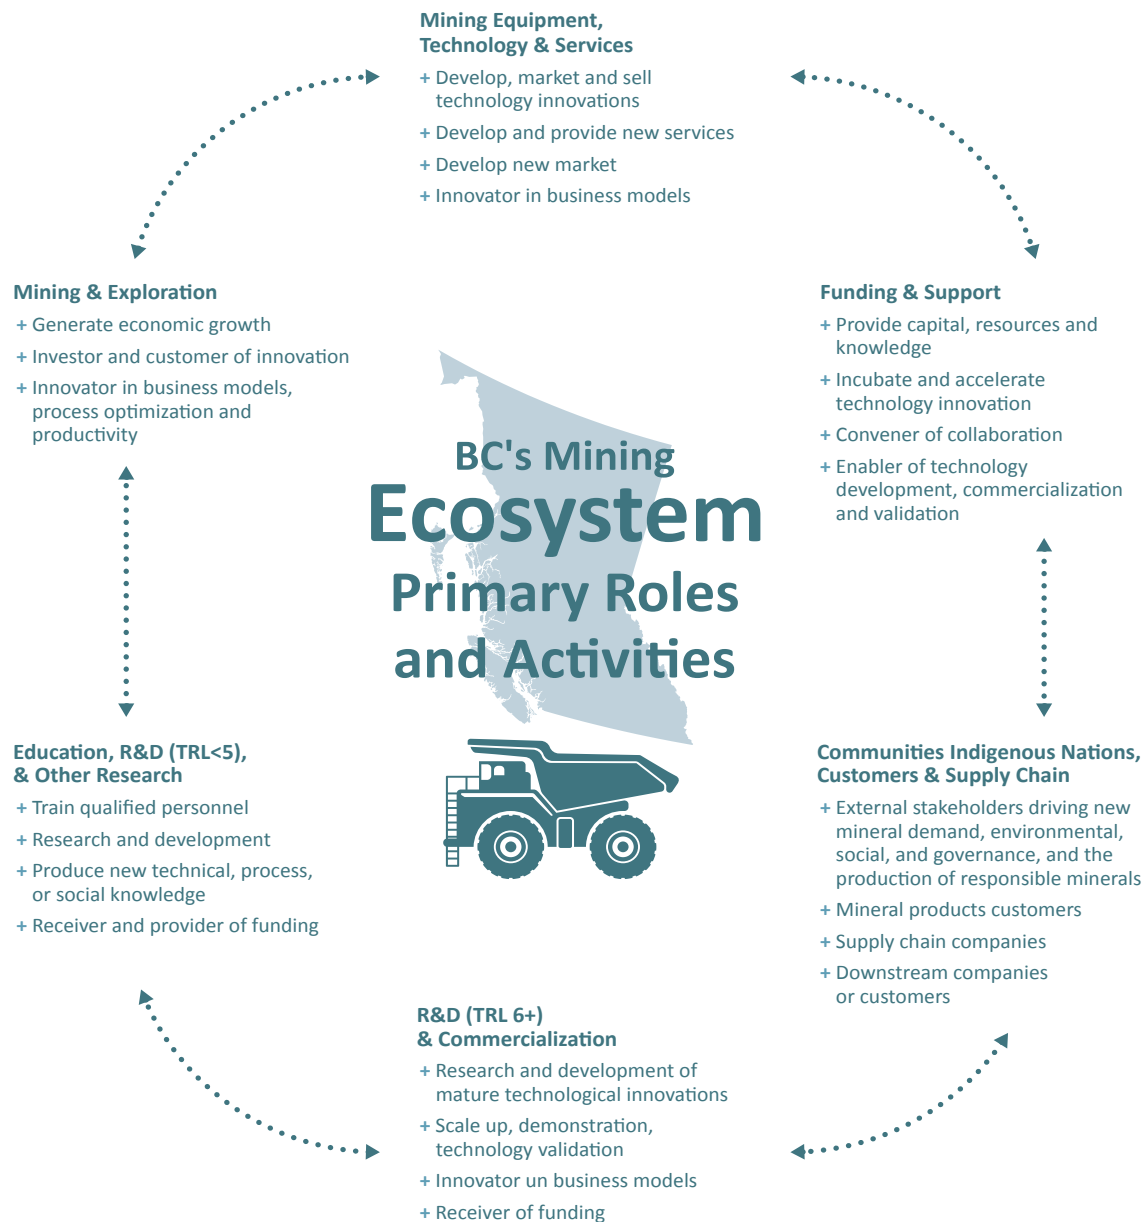 Mining Equipment,
Technology & Services
+ Develop, market and sell
technology innovations
+ Develop and provide new services
+ Develop new market
+ Innovator in business models
Mining & Exploration
+ Generate economic growth
+ Investor and customer of innovation
+ Innovator in business models,
process optimization and
productivity
Funding & Support
+ Provide capital, resources and
knowledge
+ Incubate and accelerate
technology innovation
+ Convener of collaboration
+ Enabler of technology
development, commercialization
and validation
BC's Mining
Ecosystem
Primary Roles
and Activities
Education, R&D (TRL<5),
& Other Research
+ Train qualified personnel
+ Research and development
+ Produce new technical, process,
or social knowledge
+ Receiver and provider of funding
Communities Indigenous Nations,
Customers & Supply Chain
+ External stakeholders driving new
mineral demand, environmental,
social, and governance, and the
production of responsible minerals
+ Mineral products customers
+ Supply chain companies
+ Downstream companies
or customers
R&D (TRL 6+)
& Commercialization
+ Research and development of
mature technological innovations
+ Scale up, demonstration,
technology validation
+ Innovator un business models
+ Receiver of funding